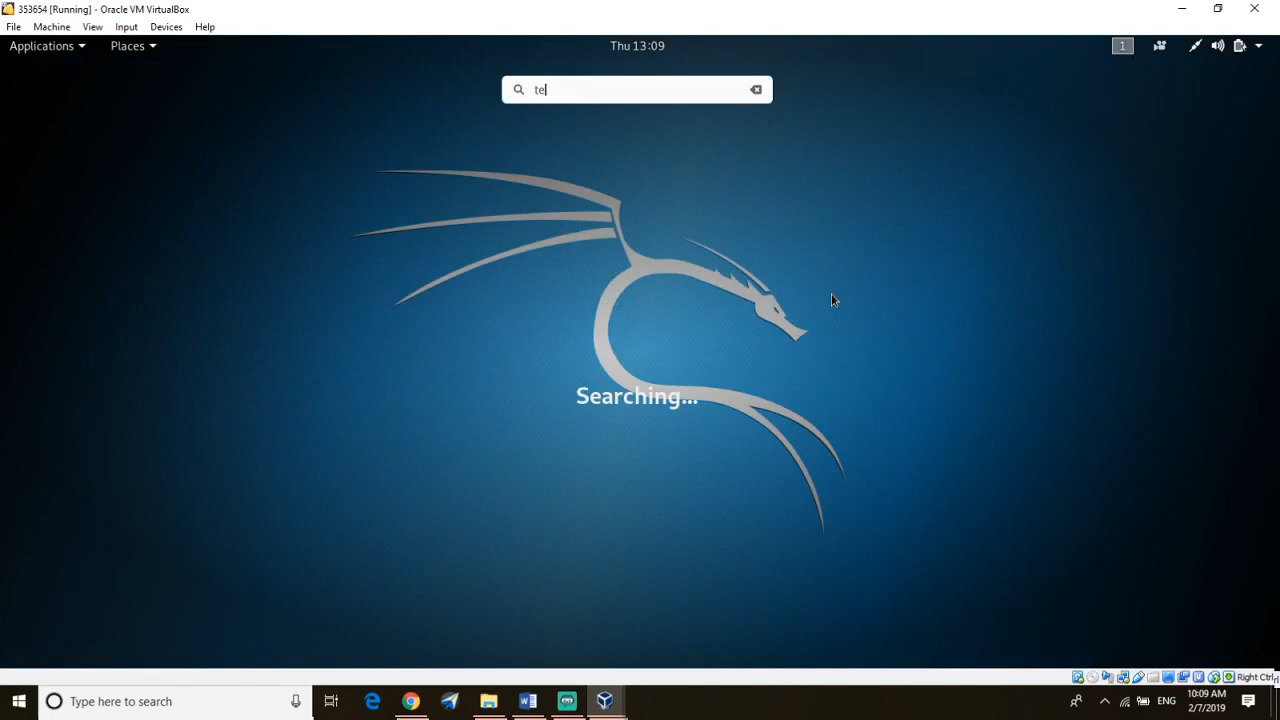 353654 [Running] - Oracle VM VirtualBox
File Machine View Input Devices Help
Applications Places Thu 13:09 1
te
Searching...
Right Ctrl
Type here to search
ENG
10:09 AM
2/7/2019